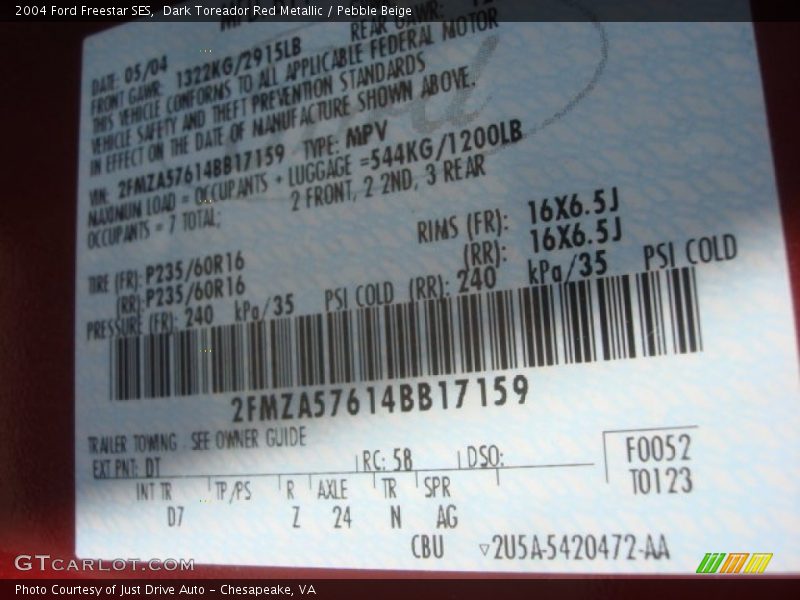 2004 Ford Freestar SES,  Dark Toreador Red Metallic / Pebble Beige
REAR GAWR:
DATE: 05/04
FRONT GAWR: 1322KG/2915LB
THIS VEHICLE CONFORMS TO ALL APPLICABLE FEDERAL MOTOR
VEHICLE SAFETY AND THEFT PREVENTION STANDARDS
IN EFFECT ON THE DATE OF MANUFACTURE SHOWN ABOVE.
VIN: 2FMZA57614BB17159 TYPE: MPV
MAXIMUM LOAD = OCCUPANTS + LUGGAGE =544KG/1200LB
OCCUPANTS = 7 TOTAL; 2 FRONT, 2 2ND, 3 REAR
RIMS (FR): 16X6.5J
(RR): 16X6.5J
TIRE (FR): P235/60R16
(RR): P235/60R16
PRESSURE (FR): 240 kPa/35 PSI COLD (RR): 240 kPa/35 PSI COLD
2FMZA57614BB17159
TRAILER TOWING - SEE OWNER GUIDE
EXT PNT: DT RC: 58 DSO: F0052
T0123
INT TR TP/PS R AXLE TR SPR
D7 Z 24 N AG
CBU ▽2U5A-5420472-AA
GTCARLOT.COM
Photo Courtesy of Just Drive Auto - Chesapeake, VA